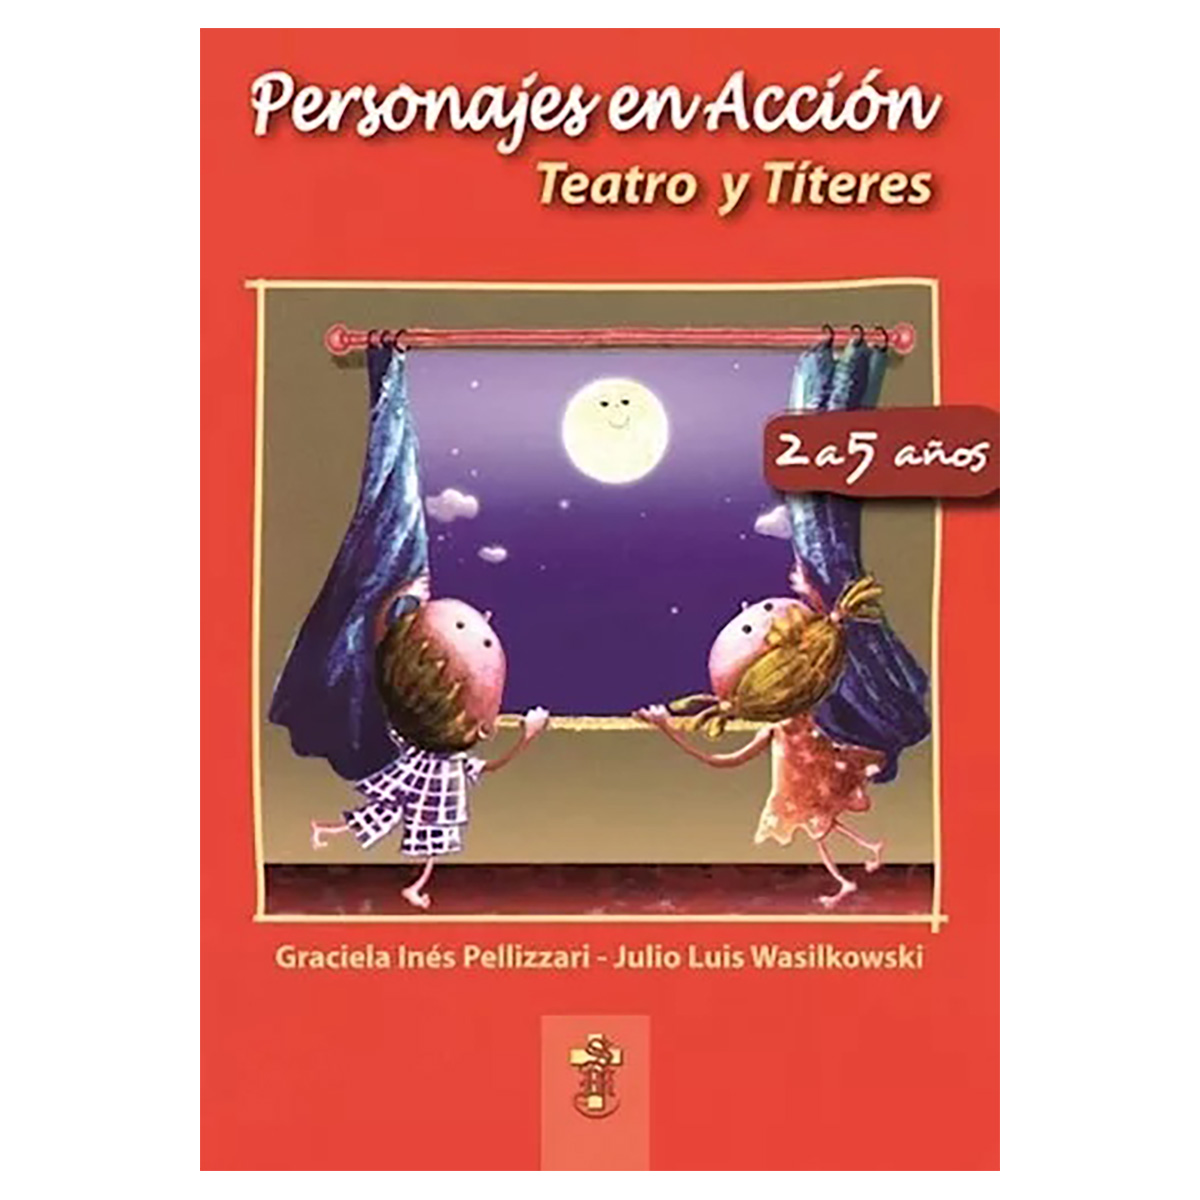 Personajes en Acción
Teatro y Títeres
2 a 5 años
Graciela Inés Pellizzari - Julio Luis Wasilkowski